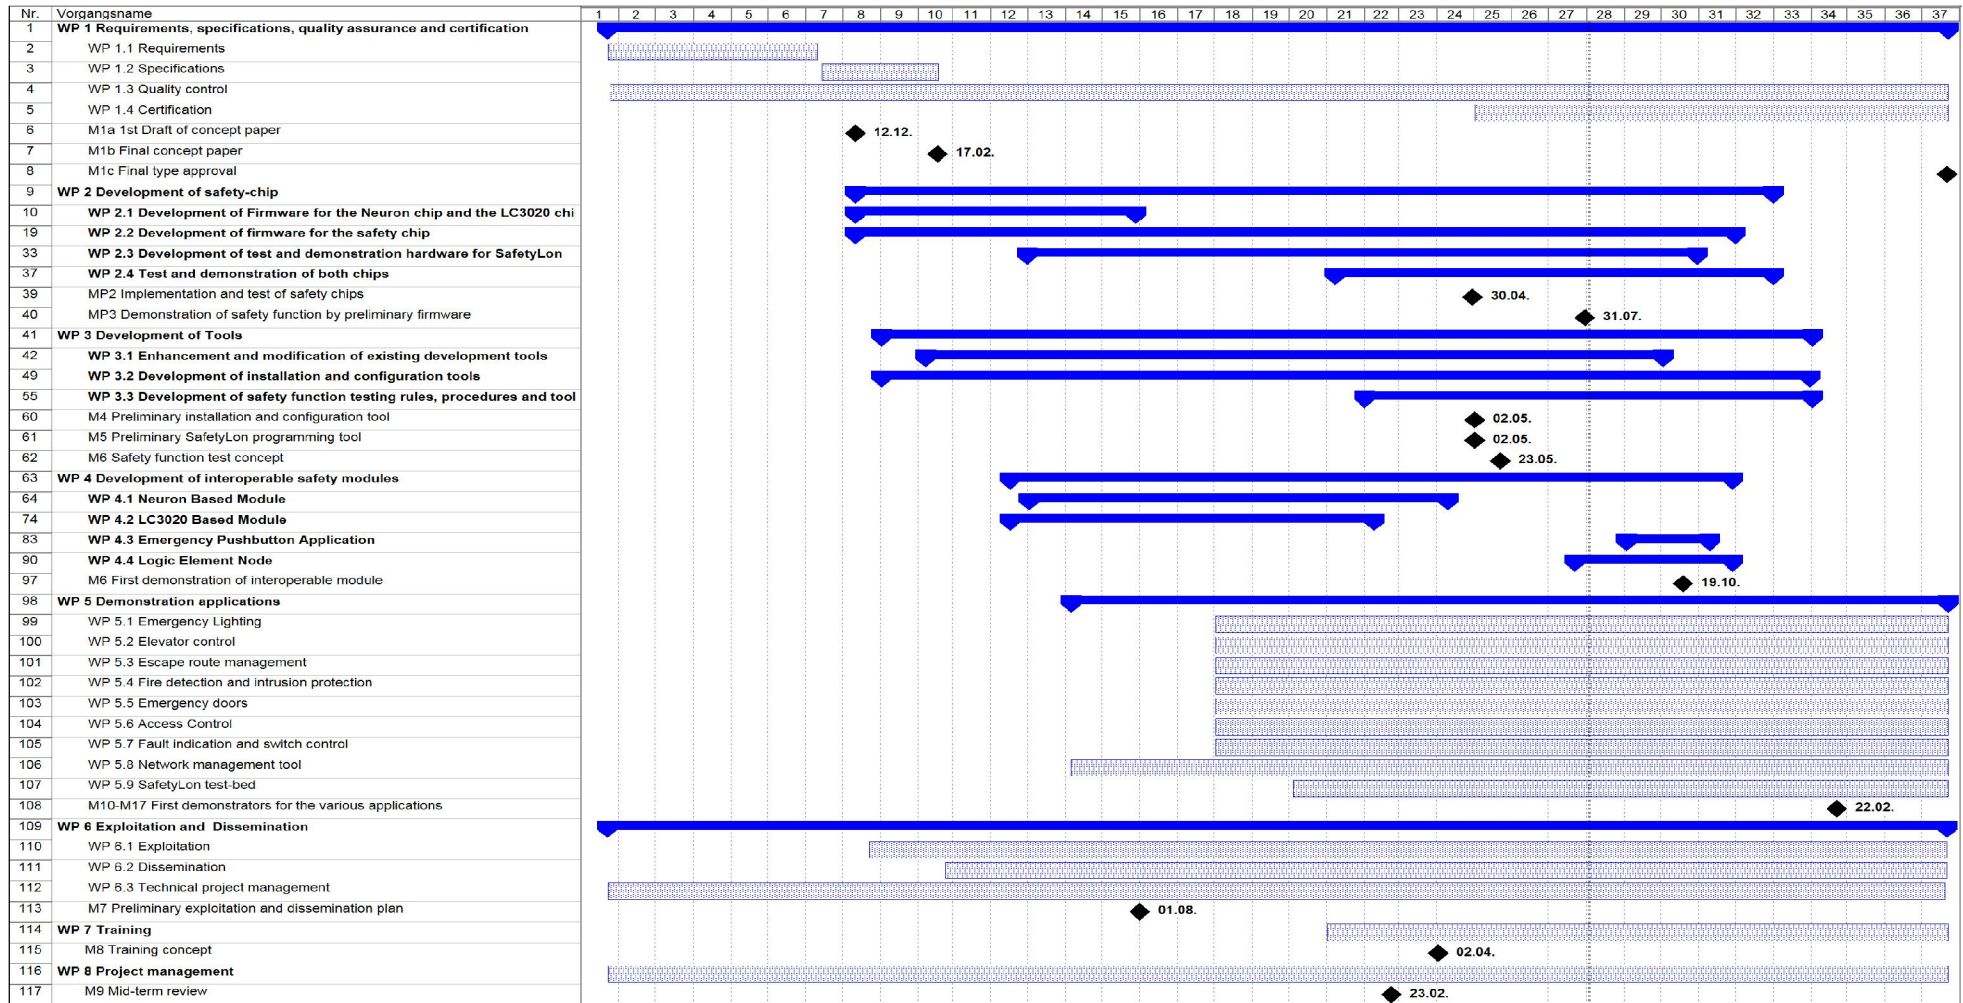 Nr. Vorgangsname 1 2 3 4 5 6 7 8 9 10 11 12 13 14 15 16 17 18 19 20 21 22 23 24 25 26 27 28 29 30 31 32 33 34 35 36 37
1 WP 1 Requirements, specifications, quality assurance and certification
2 WP 1.1 Requirements
3 WP 1.2 Specifications
4 WP 1.3 Quality control
5 WP 1.4 Certification
6 M1a 1st Draft of concept paper 12.12.
7 M1b Final concept paper 17.02.
8 M1c Final type approval
9 WP 2 Development of safety-chip
10 WP 2.1 Development of Firmware for the Neuron chip and the LC3020 chi
19 WP 2.2 Development of firmware for the safety chip
33 WP 2.3 Development of test and demonstration hardware for SafetyLon
37 WP 2.4 Test and demonstration of both chips
39 MP2 Implementation and test of safety chips 30.04.
40 MP3 Demonstration of safety function by preliminary firmware 31.07.
41 WP 3 Development of Tools
42 WP 3.1 Enhancement and modification of existing development tools
49 WP 3.2 Development of installation and configuration tools
55 WP 3.3 Development of safety function testing rules, procedures and tool
60 M4 Preliminary installation and configuration tool 02.05.
61 M5 Preliminary SafetyLon programming tool 02.05.
62 M6 Safety function test concept 23.05.
63 WP 4 Development of interoperable safety modules
64 WP 4.1 Neuron Based Module
74 WP 4.2 LC3020 Based Module
83 WP 4.3 Emergency Pushbutton Application
90 WP 4.4 Logic Element Node
97 M6 First demonstration of interoperable module 19.10.
98 WP 5 Demonstration applications
99 WP 5.1 Emergency Lighting
100 WP 5.2 Elevator control
101 WP 5.3 Escape route management
102 WP 5.4 Fire detection and intrusion protection
103 WP 5.5 Emergency doors
104 WP 5.6 Access Control
105 WP 5.7 Fault indication and switch control
106 WP 5.8 Network management tool
107 WP 5.9 SafetyLon test-bed
108 M10-M17 First demonstrators for the various applications 22.02.
109 WP 6 Exploitation and Dissemination
110 WP 6.1 Exploitation
111 WP 6.2 Dissemination
112 WP 6.3 Technical project management
113 M7 Preliminary exploitation and dissemination plan 01.08.
114 WP 7 Training
115 M8 Training concept 02.04.
116 WP 8 Project management
117 M9 Mid-term review 23.02.